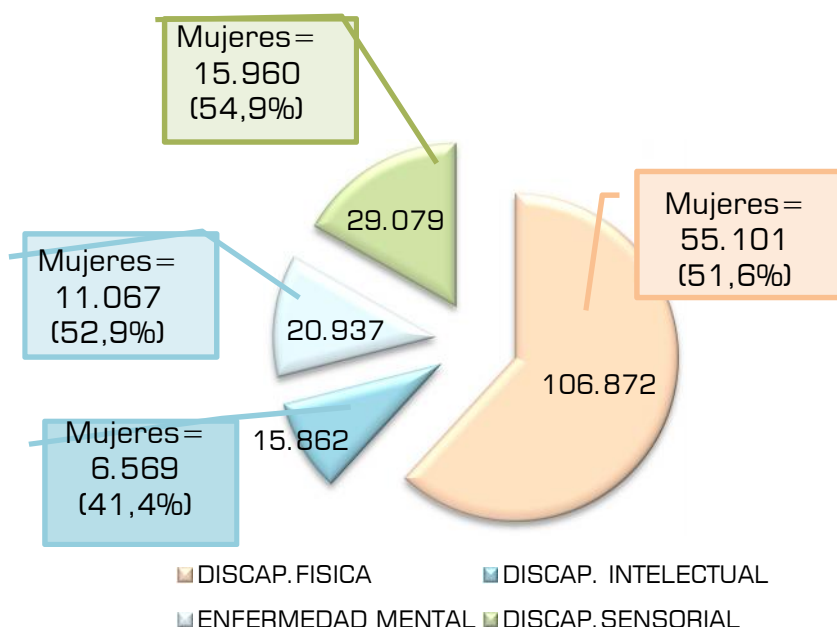 Mujeres=
15.960
(54,9%)
29.079
Mujeres=
55.101
(51,6%)
Mujeres=
11.067
(52,9%)
20.937
106.872
Mujeres=
6.569
(41,4%)
15.862
DISCAP.FISICA
DISCAP. INTELECTUAL
ENFERMEDAD MENTAL
DISCAP.SENSORIAL